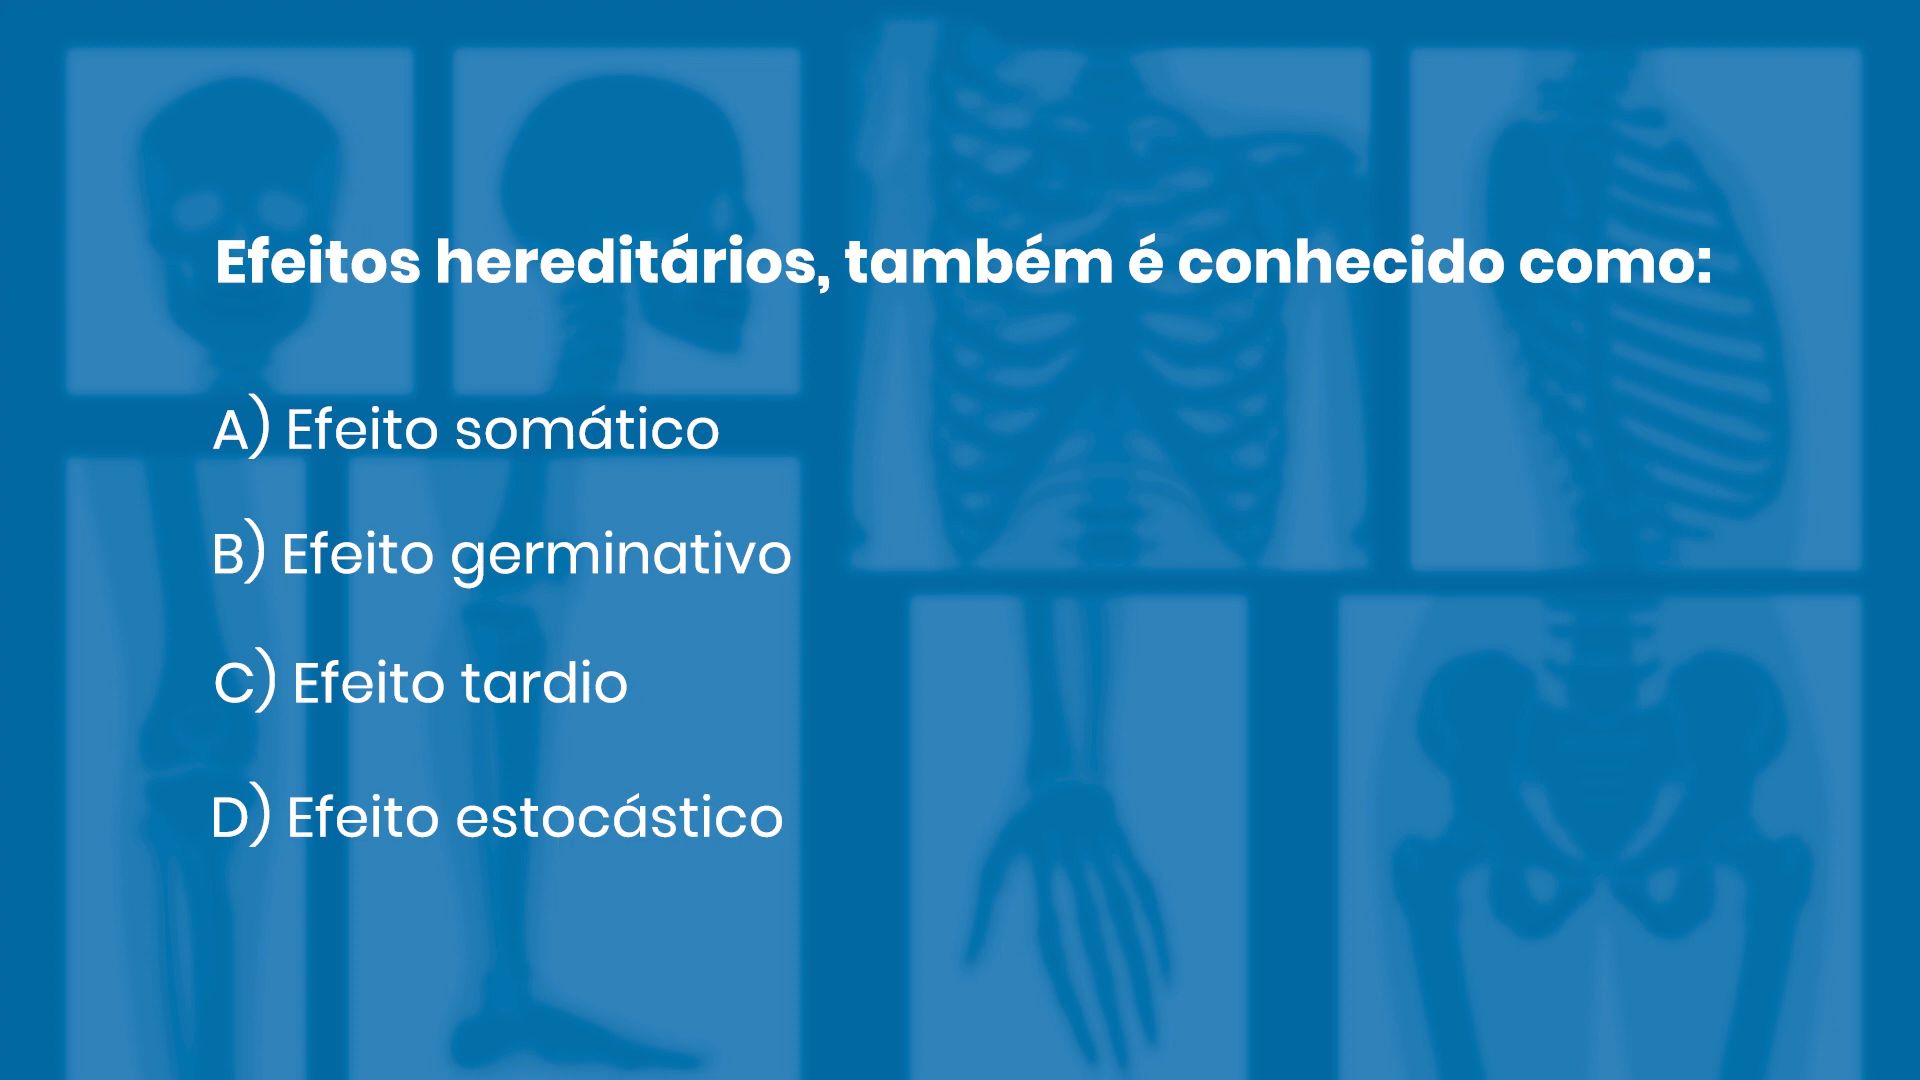 Efeitos hereditários, também é conhecido como:
A) Efeito somático
B) Efeito germinativo
C) Efeito tardio
D) Efeito estocástico